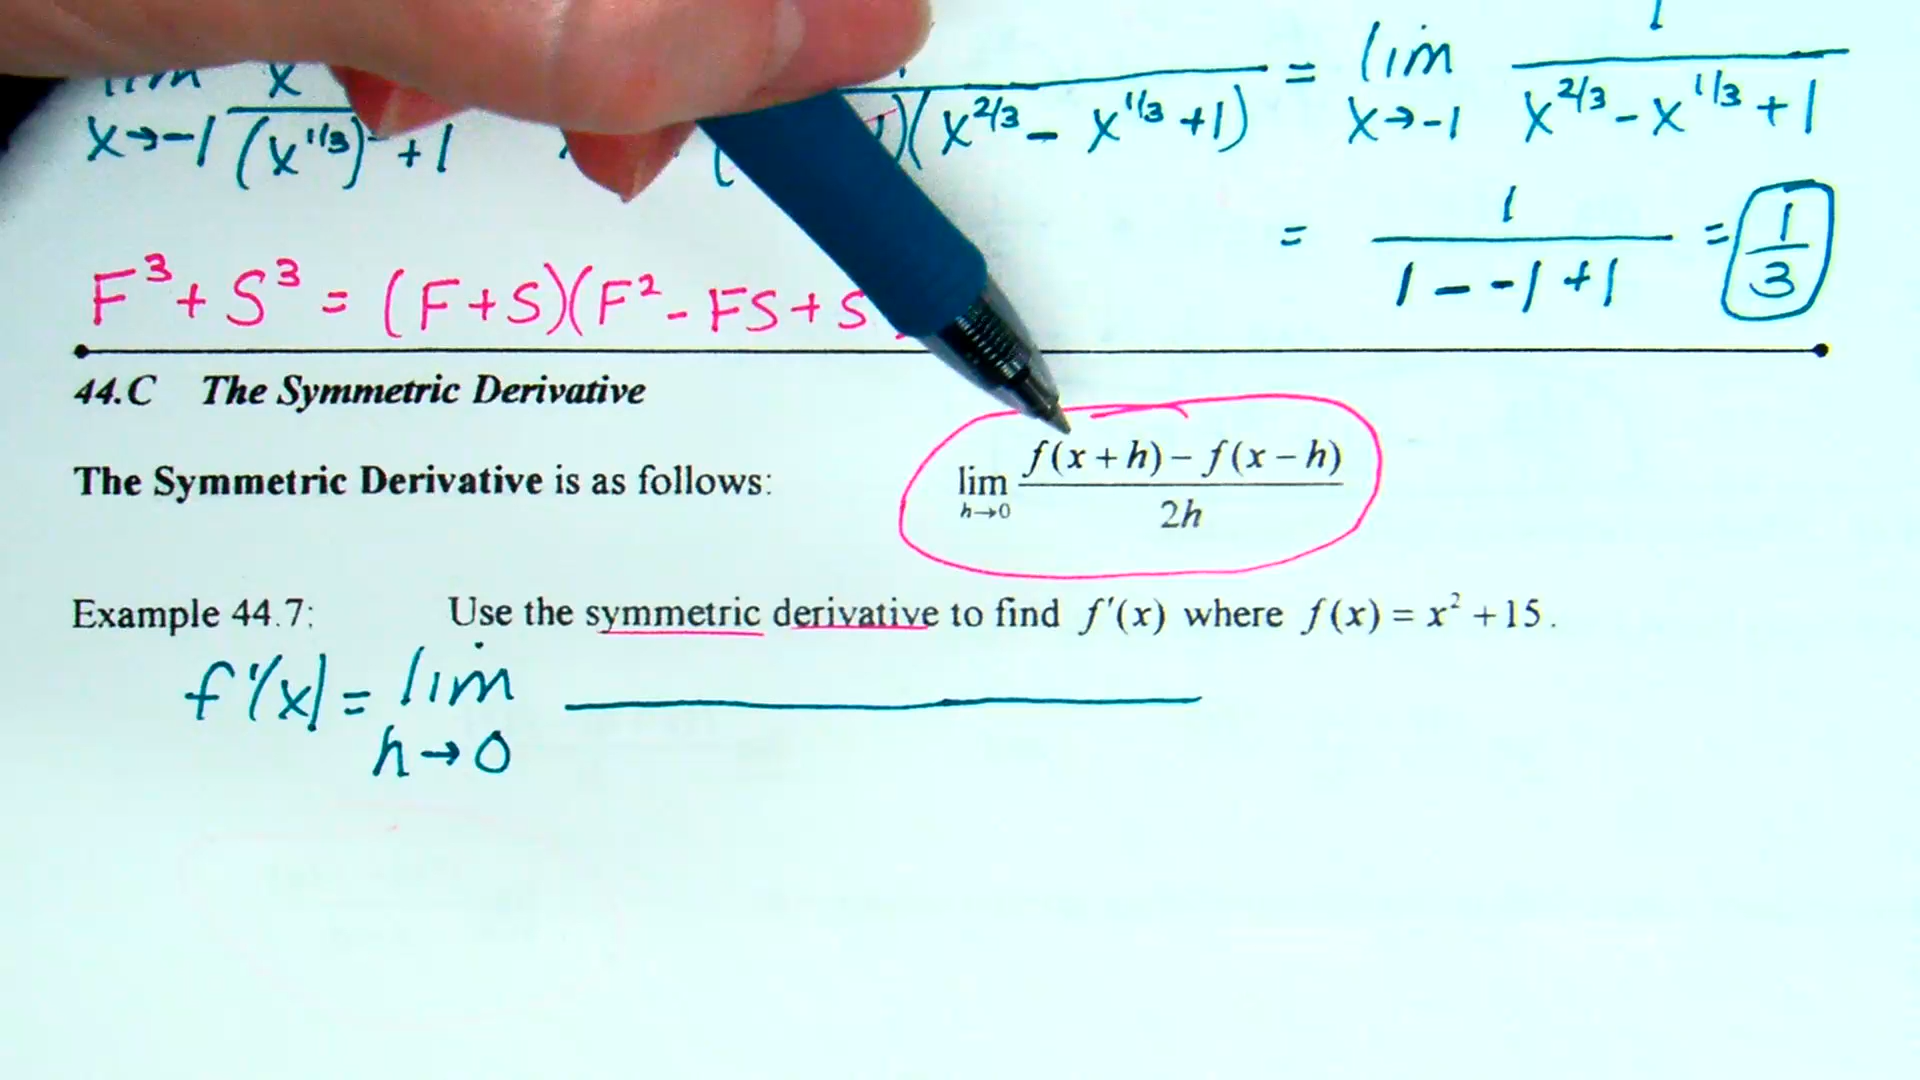 lim x = lim 1
x→-1 (x^1/3) +1 )(x^2/3 - x^1/3 +1) x→-1 x^2/3 - x^1/3 +1
= 1 / 1 - -1 +1 = 1/3
F³ + S³ = (F+S)(F² - FS + S
44.C The Symmetric Derivative
The Symmetric Derivative is as follows: lim h→0 f(x+h) − f(x−h) / 2h
Example 44.7: Use the symmetric derivative to find f′(x) where f(x) = x² + 15.
f'(x) = lim
h→0